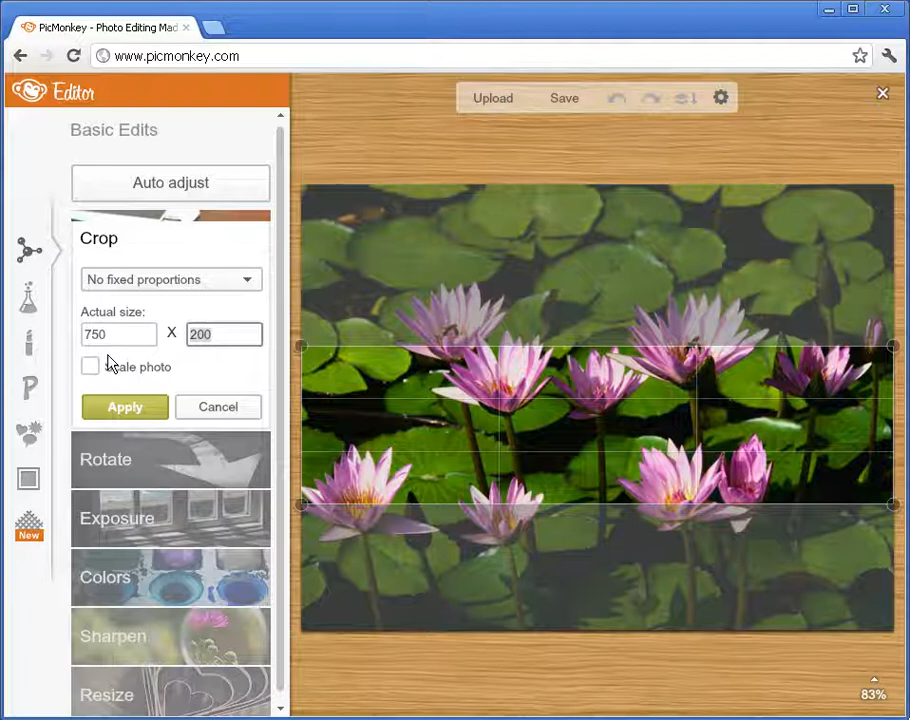 PicMonkey - Photo Editing Mad
www.picmonkey.com
Editor
Upload
Save
Basic Edits
Auto adjust
Crop
No fixed proportions
Actual size:
750 X 200
Scale photo
Apply
Cancel
Rotate
Exposure
Colors
Sharpen
Resize
P
New
83%